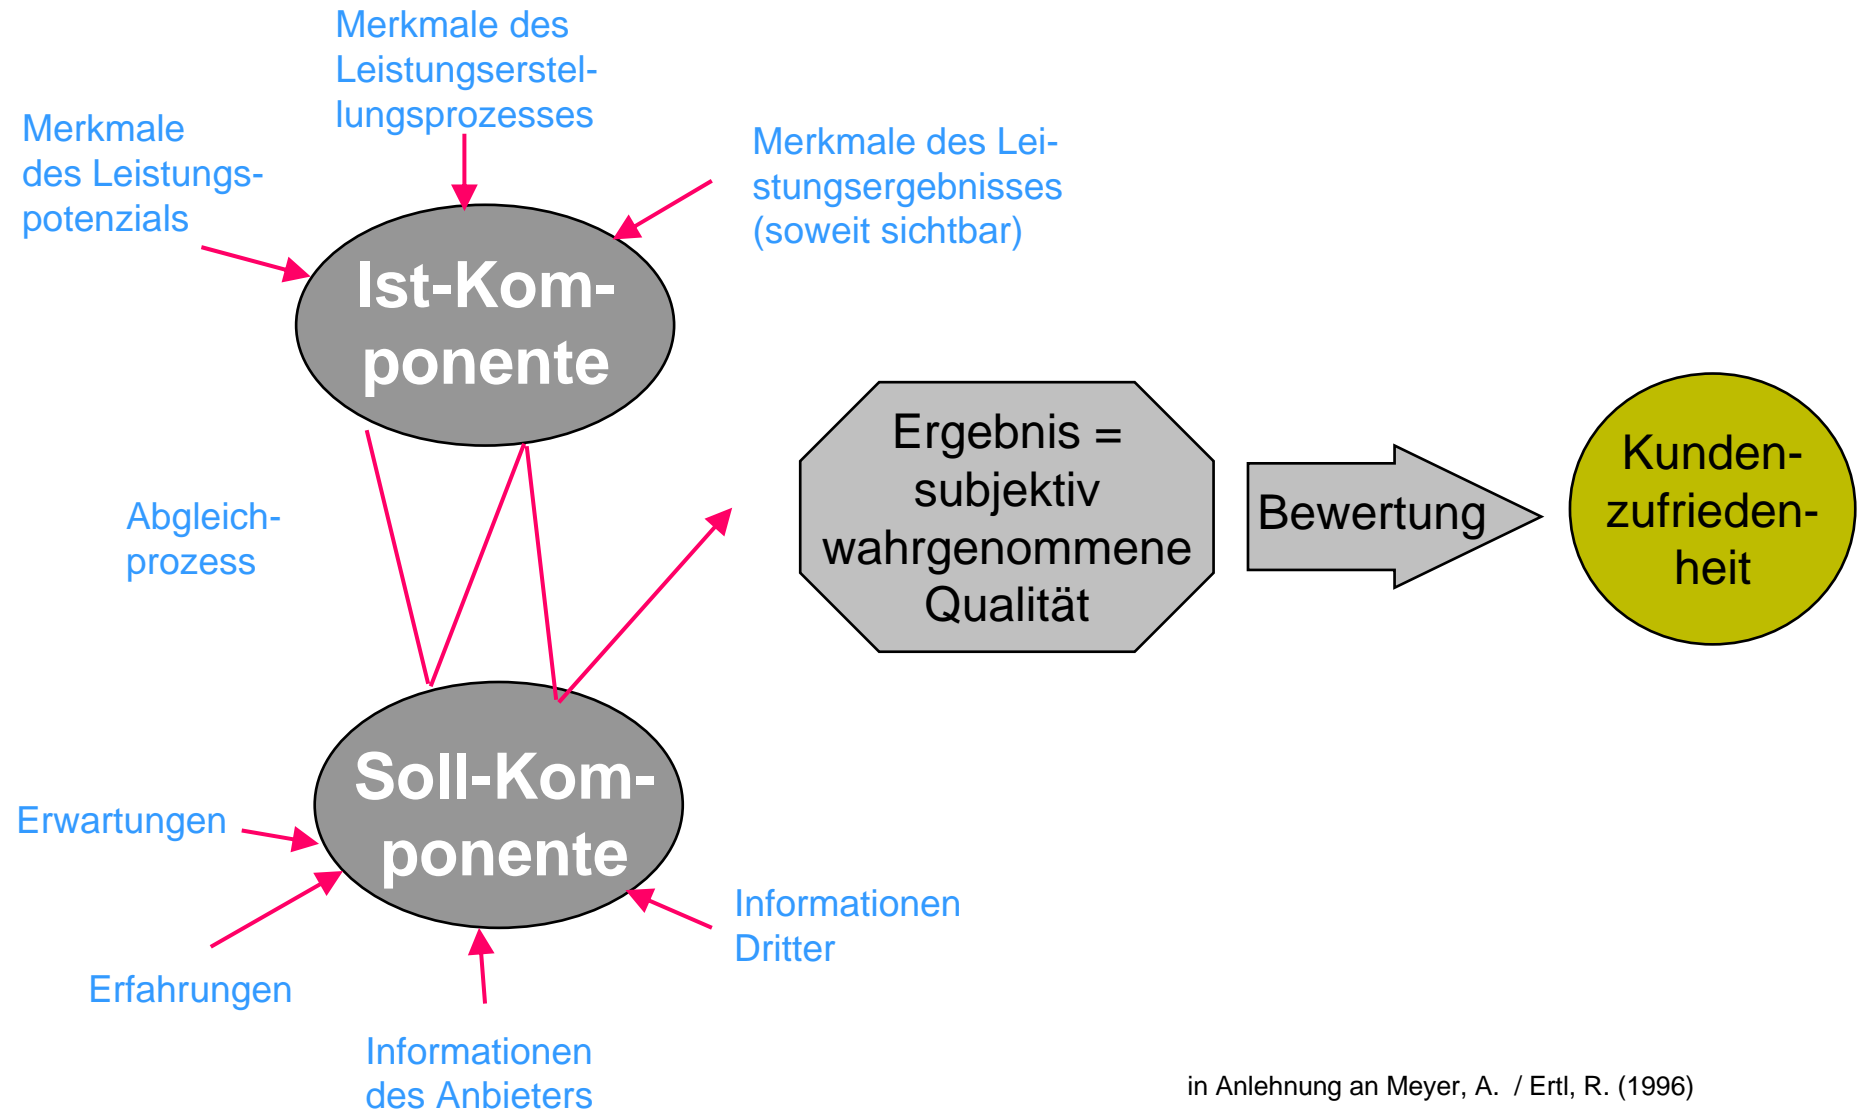 Merkmale des
Leistungserstel-
lungsprozesses
Merkmale
des Leistungs-
potenzials
Merkmale des Lei-
stungsergebnisses
(soweit sichtbar)
Ist-Kom-
ponente
Abgleich-
prozess
Ergebnis =
subjektiv
wahrgenommene
Qualität
Bewertung
Kunden-
zufrieden-
heit
Soll-Kom-
ponente
Erwartungen
Erfahrungen
Informationen
des Anbieters
Informationen
Dritter
in Anlehnung an Meyer, A. / Ertl, R. (1996)